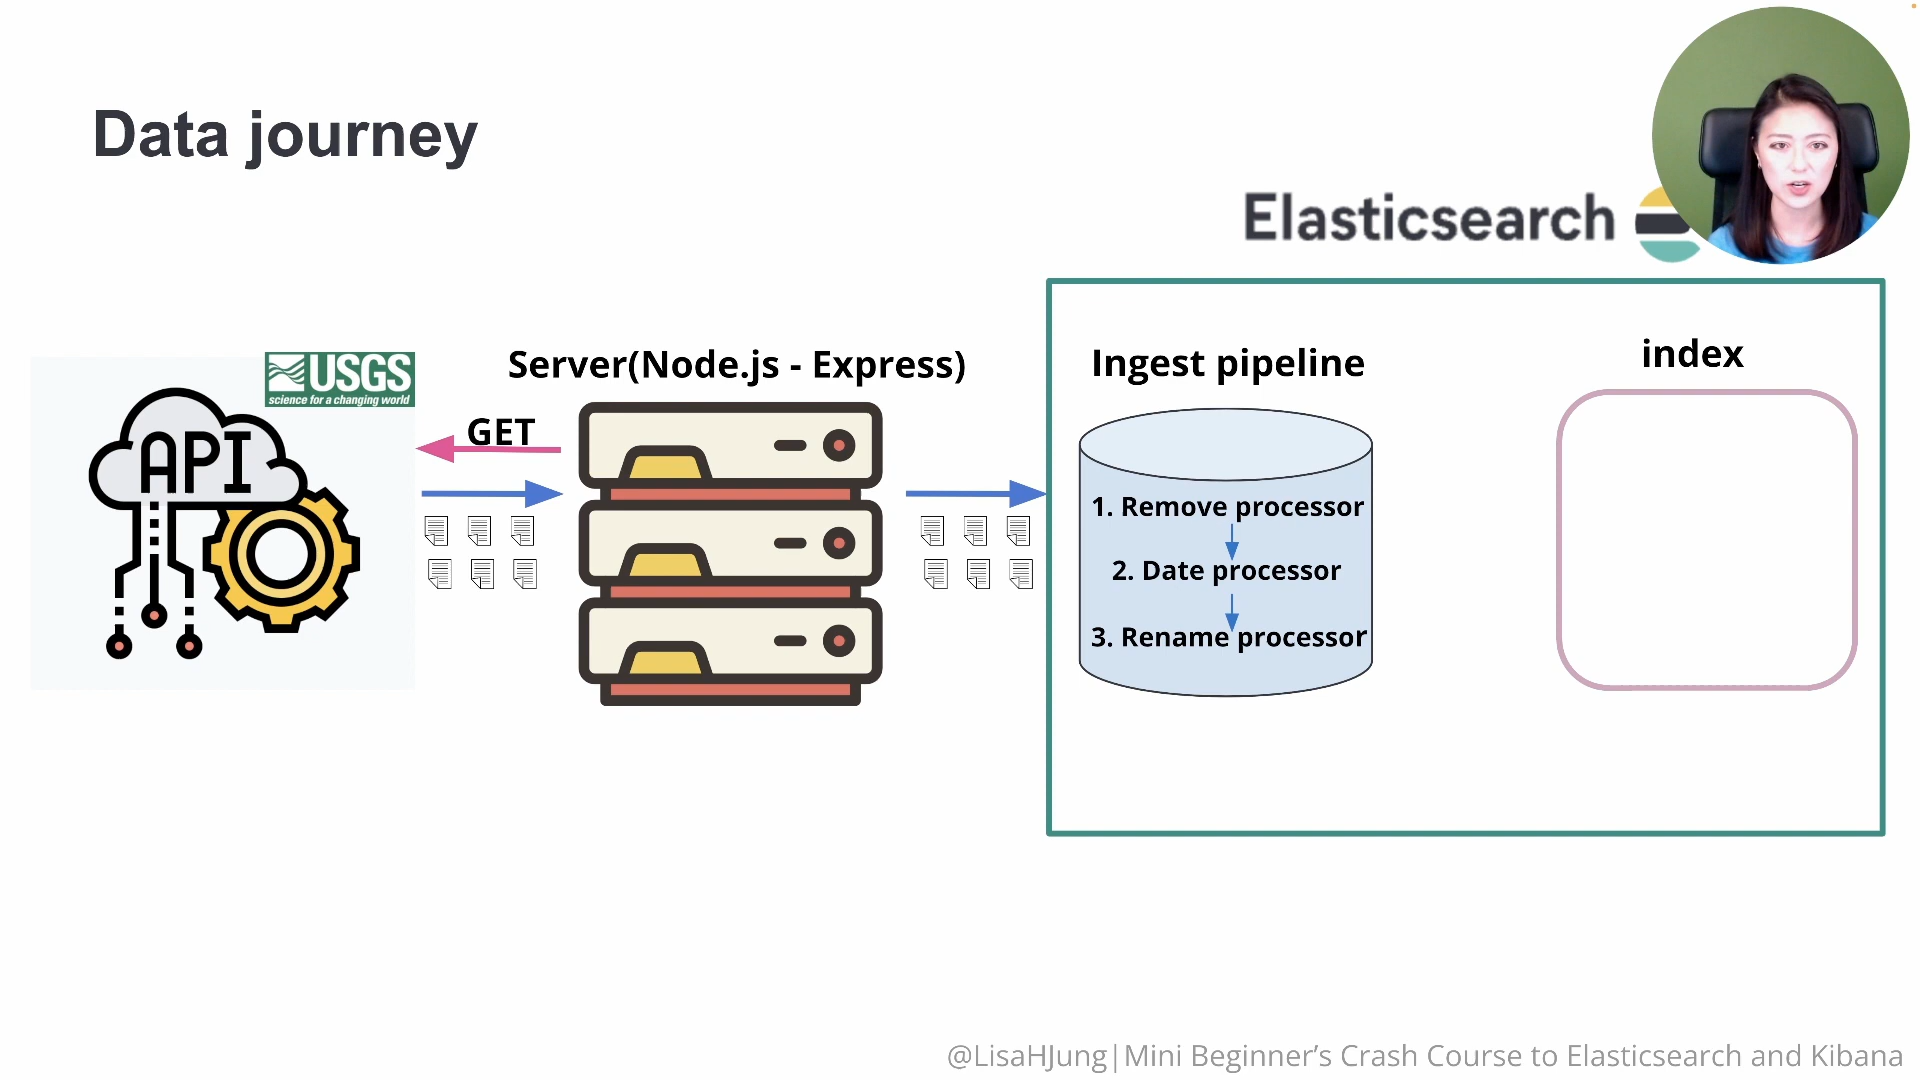 Data journey
Elasticsearch
USGS
science for a changing world
API
Server(Node.js - Express)
GET
Ingest pipeline
1. Remove processor
2. Date processor
3. Rename processor
index
@LisaHJung|Mini Beginner’s Crash Course to Elasticsearch and Kibana